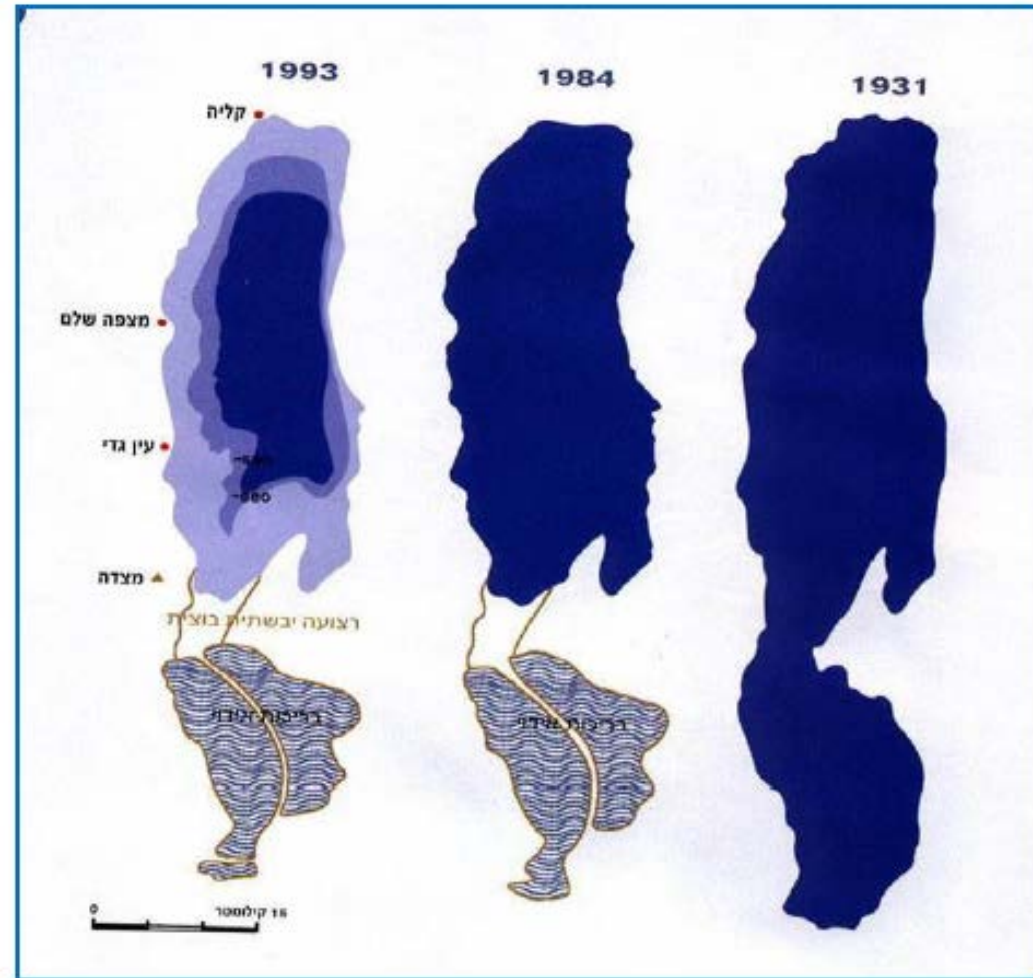 1931
1984
1993
קליה
מצפה שלם
עין גדי
מצדה
רצועה יבשתית בוצית
בריכות אידוי
בריכות אידוי
0
16 קילומטר